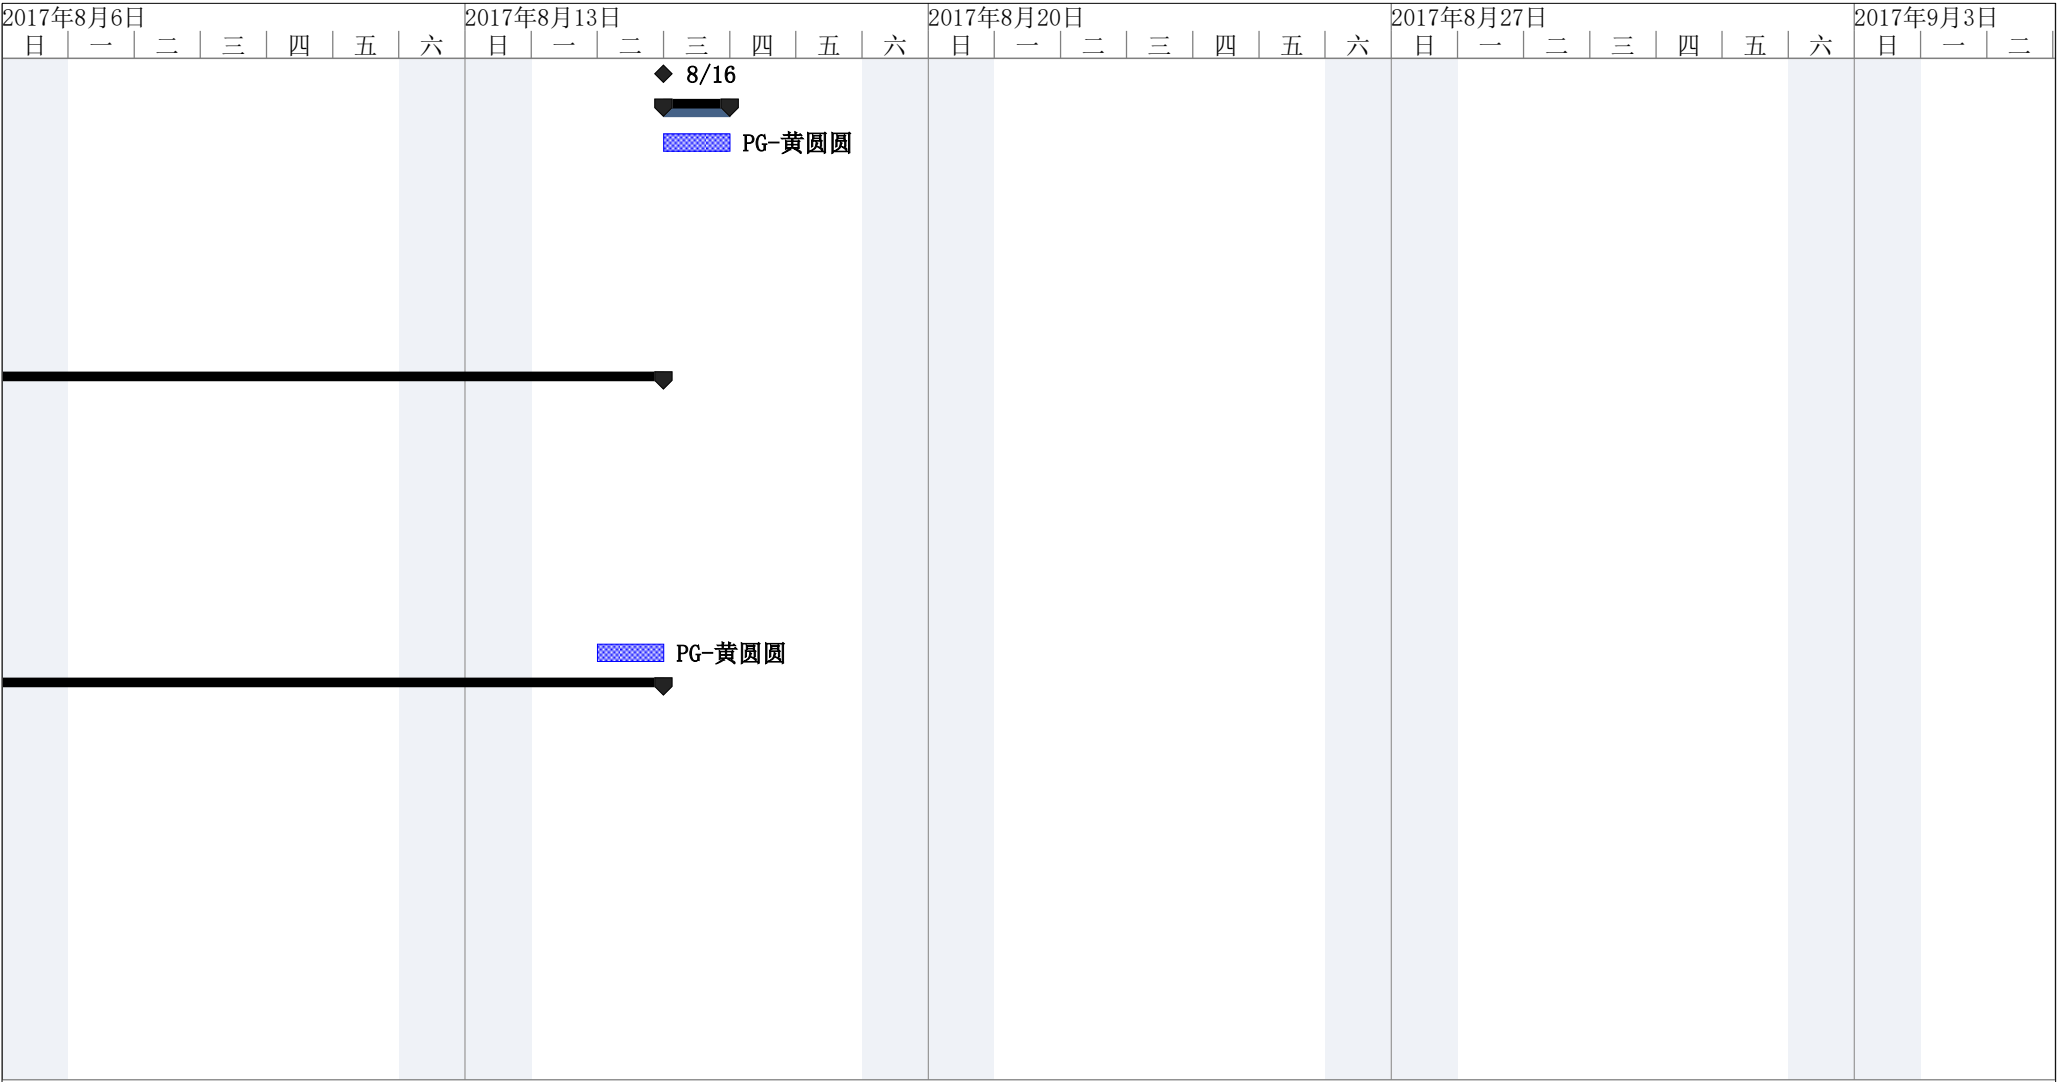 2017年8月6日 2017年8月13日 2017年8月20日 2017年8月27日 2017年9月3日
日 一 二 三 四 五 六 日 一 二 三 四 五 六 日 一 二 三 四 五 六 日 一 二 三 四 五 六 日 一 二
8/16
PG-黄圆圆
PG-黄圆圆